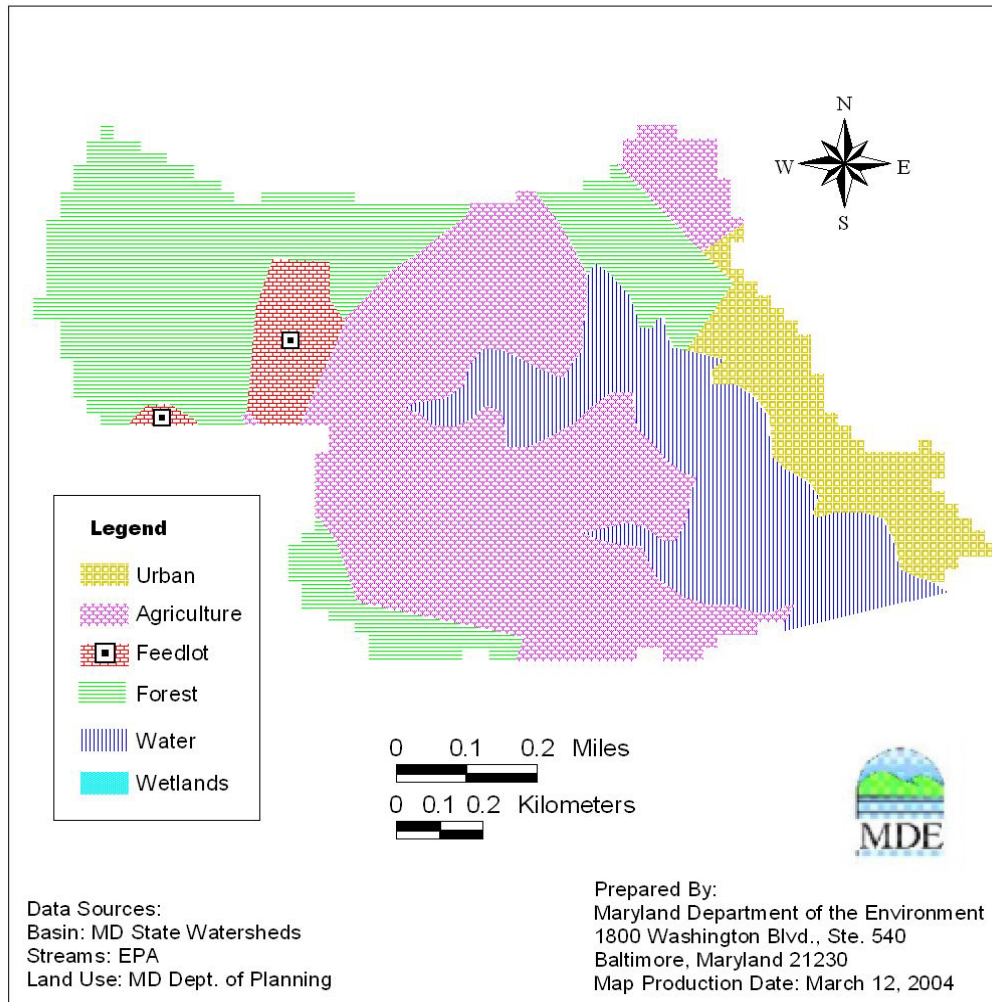 N
W E
S
Legend
Urban
Agriculture
Feedlot
Forest
Water
Wetlands
0 0.1 0.2 Miles
0 0.1 0.2 Kilometers
MDE
Data Sources:
Basin: MD State Watersheds
Streams: EPA
Land Use: MD Dept. of Planning
Prepared By:
Maryland Department of the Environment
1800 Washington Blvd., Ste. 540
Baltimore, Maryland 21230
Map Production Date: March 12, 2004